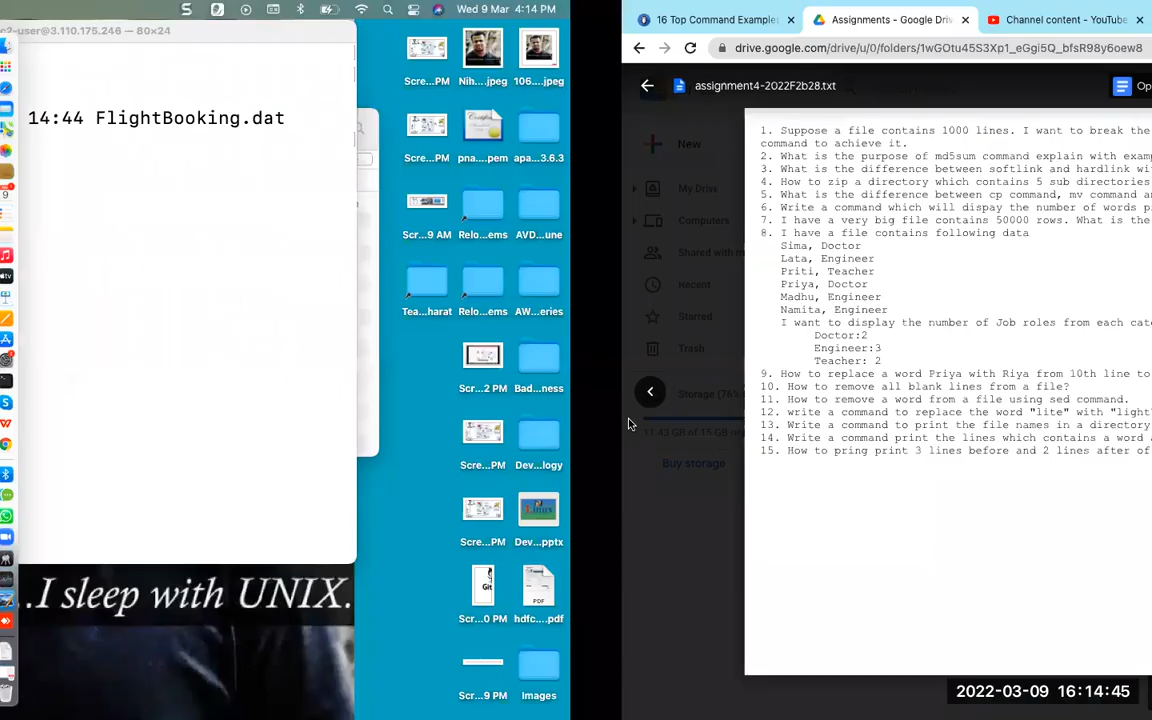 Wed 9 Mar 4:14 PM
c2-user@3.110.175.246 — 80×24
14:44 FlightBooking.dat
Scre...PM
Nih....jpeg
106....jpeg
Scre...PM
pna....pem
apa...3.6.3
Scr...9 AM
Relo...ems
AVD...une
Tea...harat
Relo...ems
AW...eries
Scr...2 PM
Bad...ness
Scre...PM
Dev...logy
Scre...PM
Linux
Dev...pptx
Git
PDF
Scr...0 PM
hdfc....pdf
Scr...9 PM
Images
..I sleep with UNIX.
16 Top Command Examples
Assignments - Google Driv
Channel content - YouTube
drive.google.com/drive/u/0/folders/1wGOtu45S3Xp1_eGgi5Q_bfsR98y6oew8
assignment4-2022F2b28.txt
Op
New
My Drive
Computers
Shared with m
Recent
Starred
Trash
Storage (76%
11.43 GB of 15 GB
Buy storage
1. Suppose a file contains 1000 lines. I want to break the
command to achieve it.
2. What is the purpose of md5sum command explain with examp
3. What is the difference between softlink and hardlink wi
4. How to zip a directory which contains 5 sub directories
5. What is the difference between cp command, mv command a
6. Write a command which will dispay the number of words p
7. I have a very big file contains 50000 rows. What is the
8. I have a file contains following data
Sima, Doctor
Lata, Engineer
Priti, Teacher
Priya, Doctor
Madhu, Engineer
Namita, Engineer
I want to display the number of Job roles from each cate
Doctor:2
Engineer:3
Teacher: 2
9. How to replace a word Priya with Riya from 10th line to
10. How to remove all blank lines from a file?
11. How to remove a word from a file using sed command.
12. write a command to replace the word "lite" with "light"
13. Write a command to print the file names in a directory
14. Write a command print the lines which contains a word a
15. How to pring print 3 lines before and 2 lines after of
2022-03-09 16:14:45